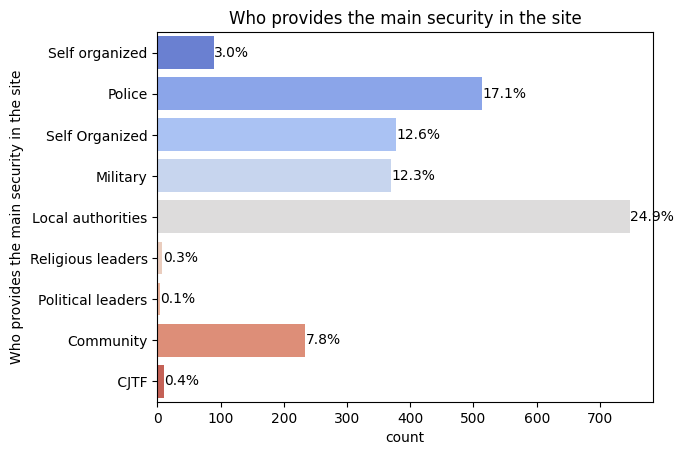 Who provides the main security in the site
Who provides the main security in the site
Self organized 3.0%
Police 17.1%
Self Organized 12.6%
Military 12.3%
Local authorities 24.9%
Religious leaders 0.3%
Political leaders 0.1%
Community 7.8%
CJTF 0.4%
0 100 200 300 400 500 600 700
count